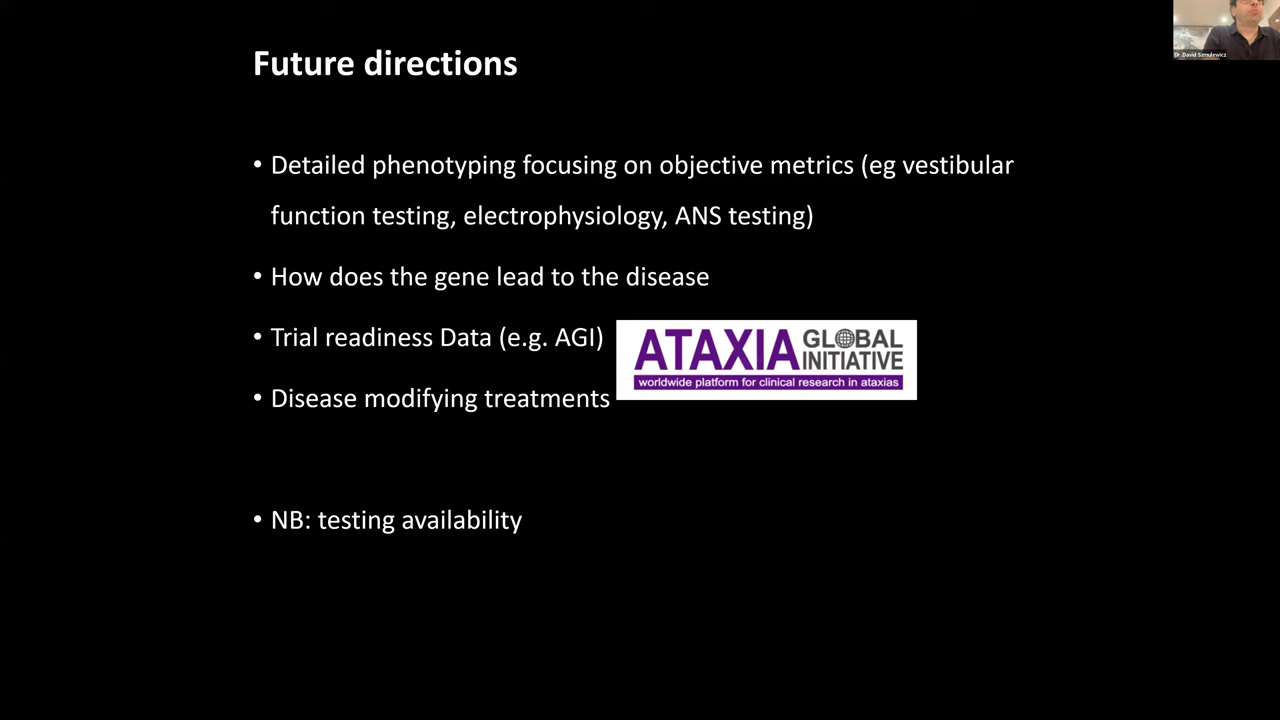 Dr. David Szmulewicz
Future directions
• Detailed phenotyping focusing on objective metrics (eg vestibular
function testing, electrophysiology, ANS testing)
• How does the gene lead to the disease
• Trial readiness Data (e.g. AGI)
ATAXIA GLOBAL INITIATIVE
worldwide platform for clinical research in ataxias
• Disease modifying treatments
• NB: testing availability